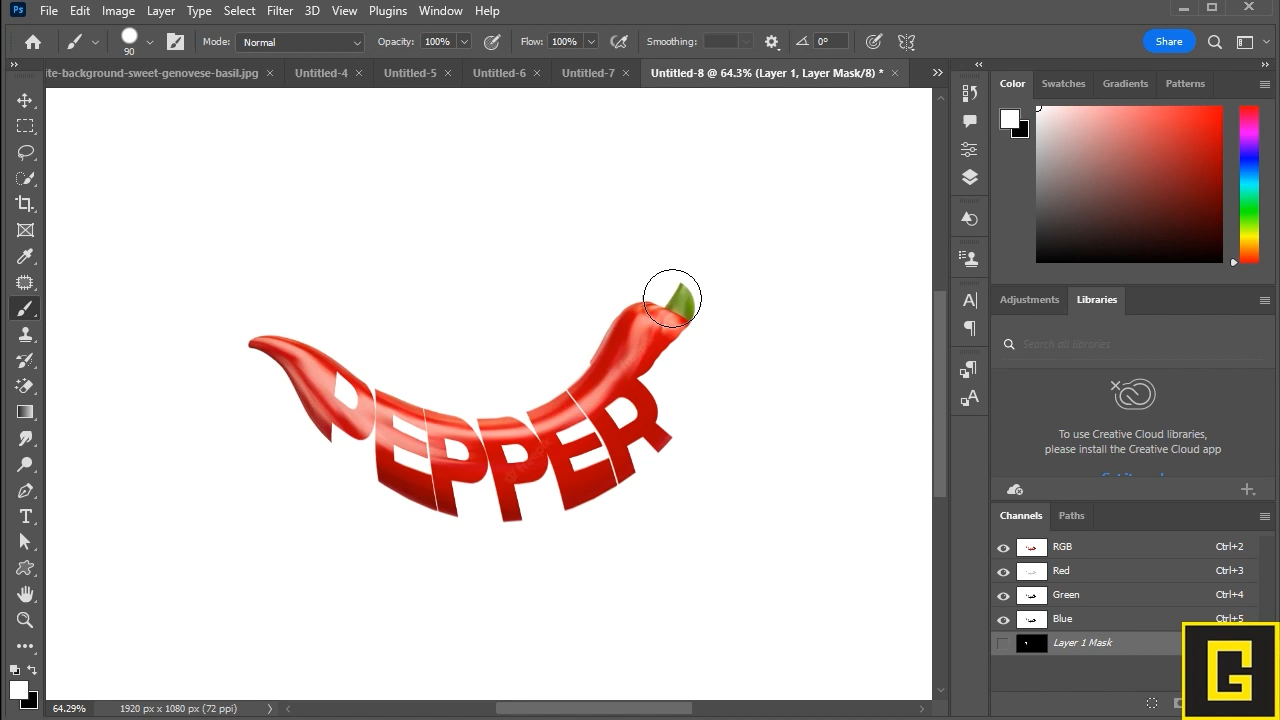 Ps File Edit Image Layer Type Select Filter 3D View Plugins Window Help
90 Mode: Normal Opacity: 100% Flow: 100% Smoothing: 0° Share
ite-background-sweet-genovese-basil.jpg Untitled-4 Untitled-5 Untitled-6 Untitled-7 Untitled-8 @ 64.3% (Layer 1, Layer Mask/8) *
Color Swatches Gradients Patterns
Adjustments Libraries
Search all libraries
To use Creative Cloud libraries,
please install the Creative Cloud app
PEPPER
Channels Paths
RGB Ctrl+2
Red Ctrl+3
Green Ctrl+4
Blue Ctrl+5
Layer 1 Mask
G
64.29% 1920 px x 1080 px (72 ppi)